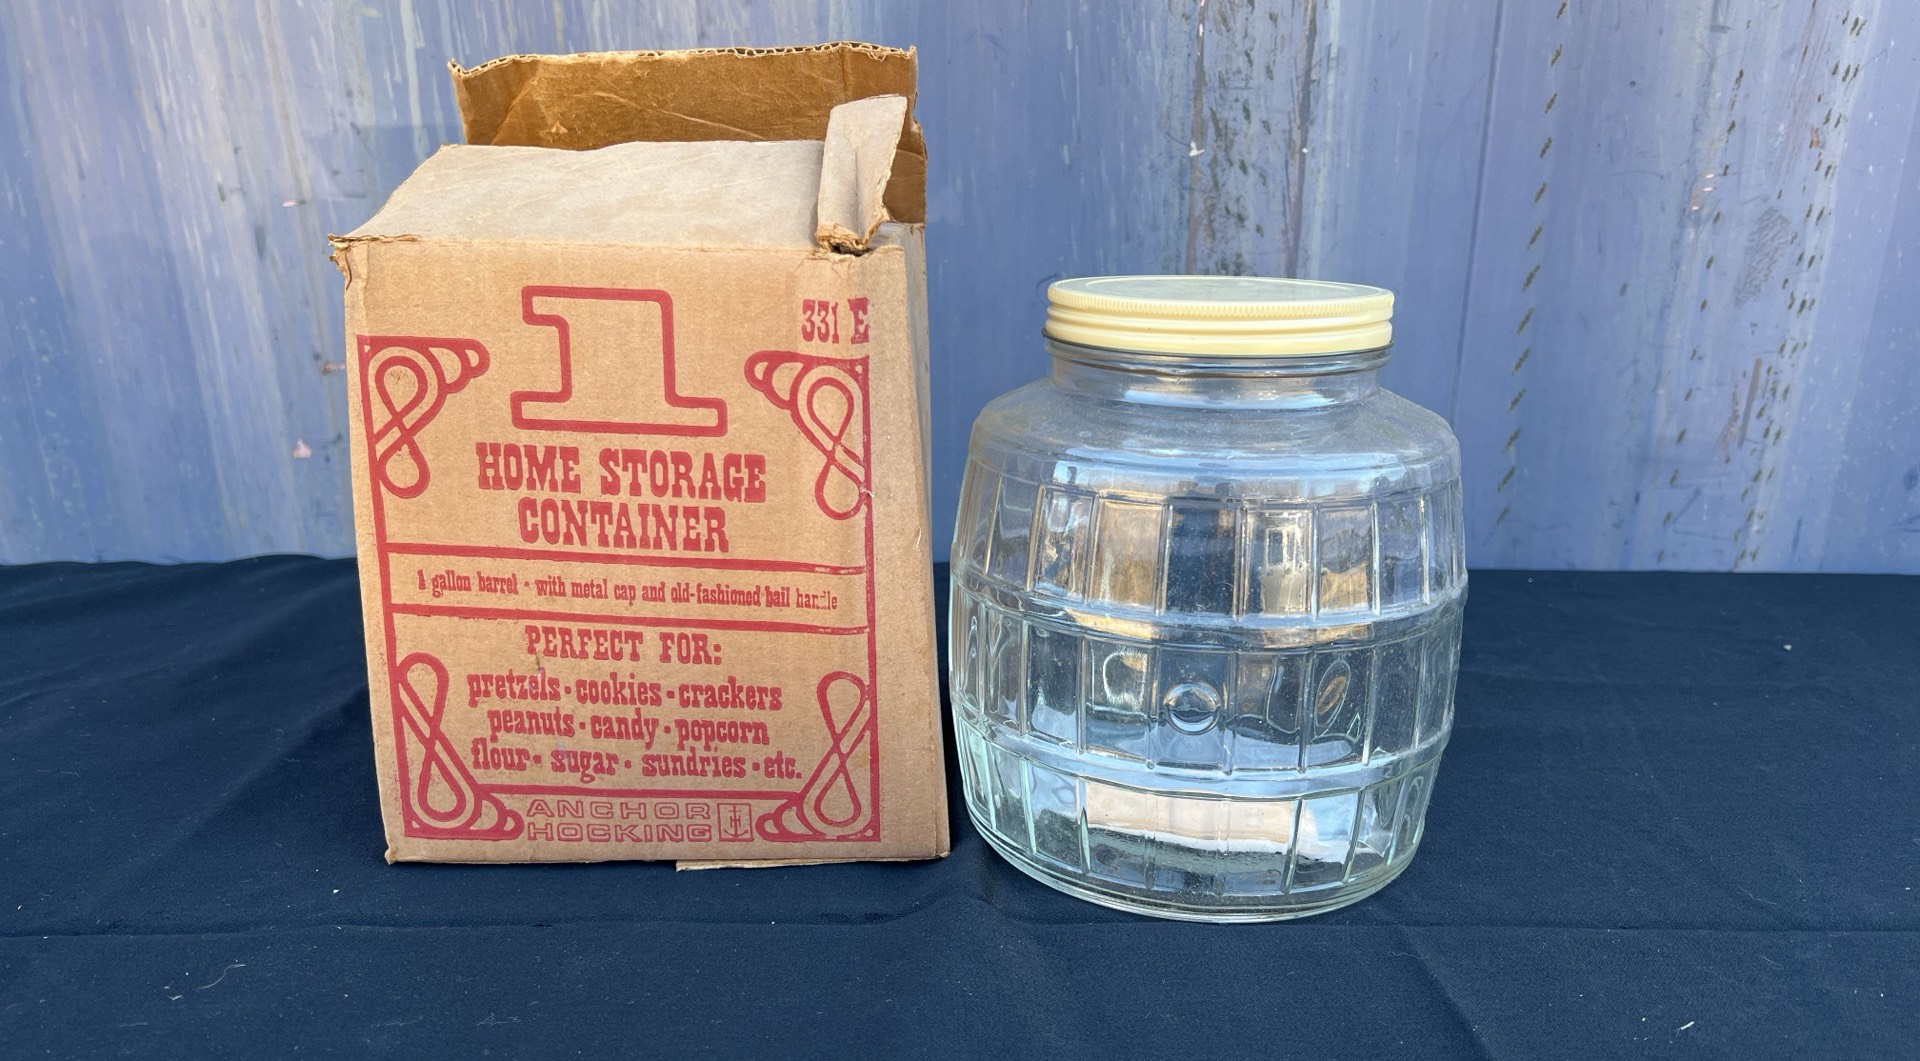 1
331 E
HOME STORAGE
CONTAINER
1 gallon barrel • with metal cap and old-fashioned bail handle
PERFECT FOR:
pretzels • cookies • crackers
peanuts • candy • popcorn
flour • sugar • sundries • etc.
ANCHOR
HOCKING